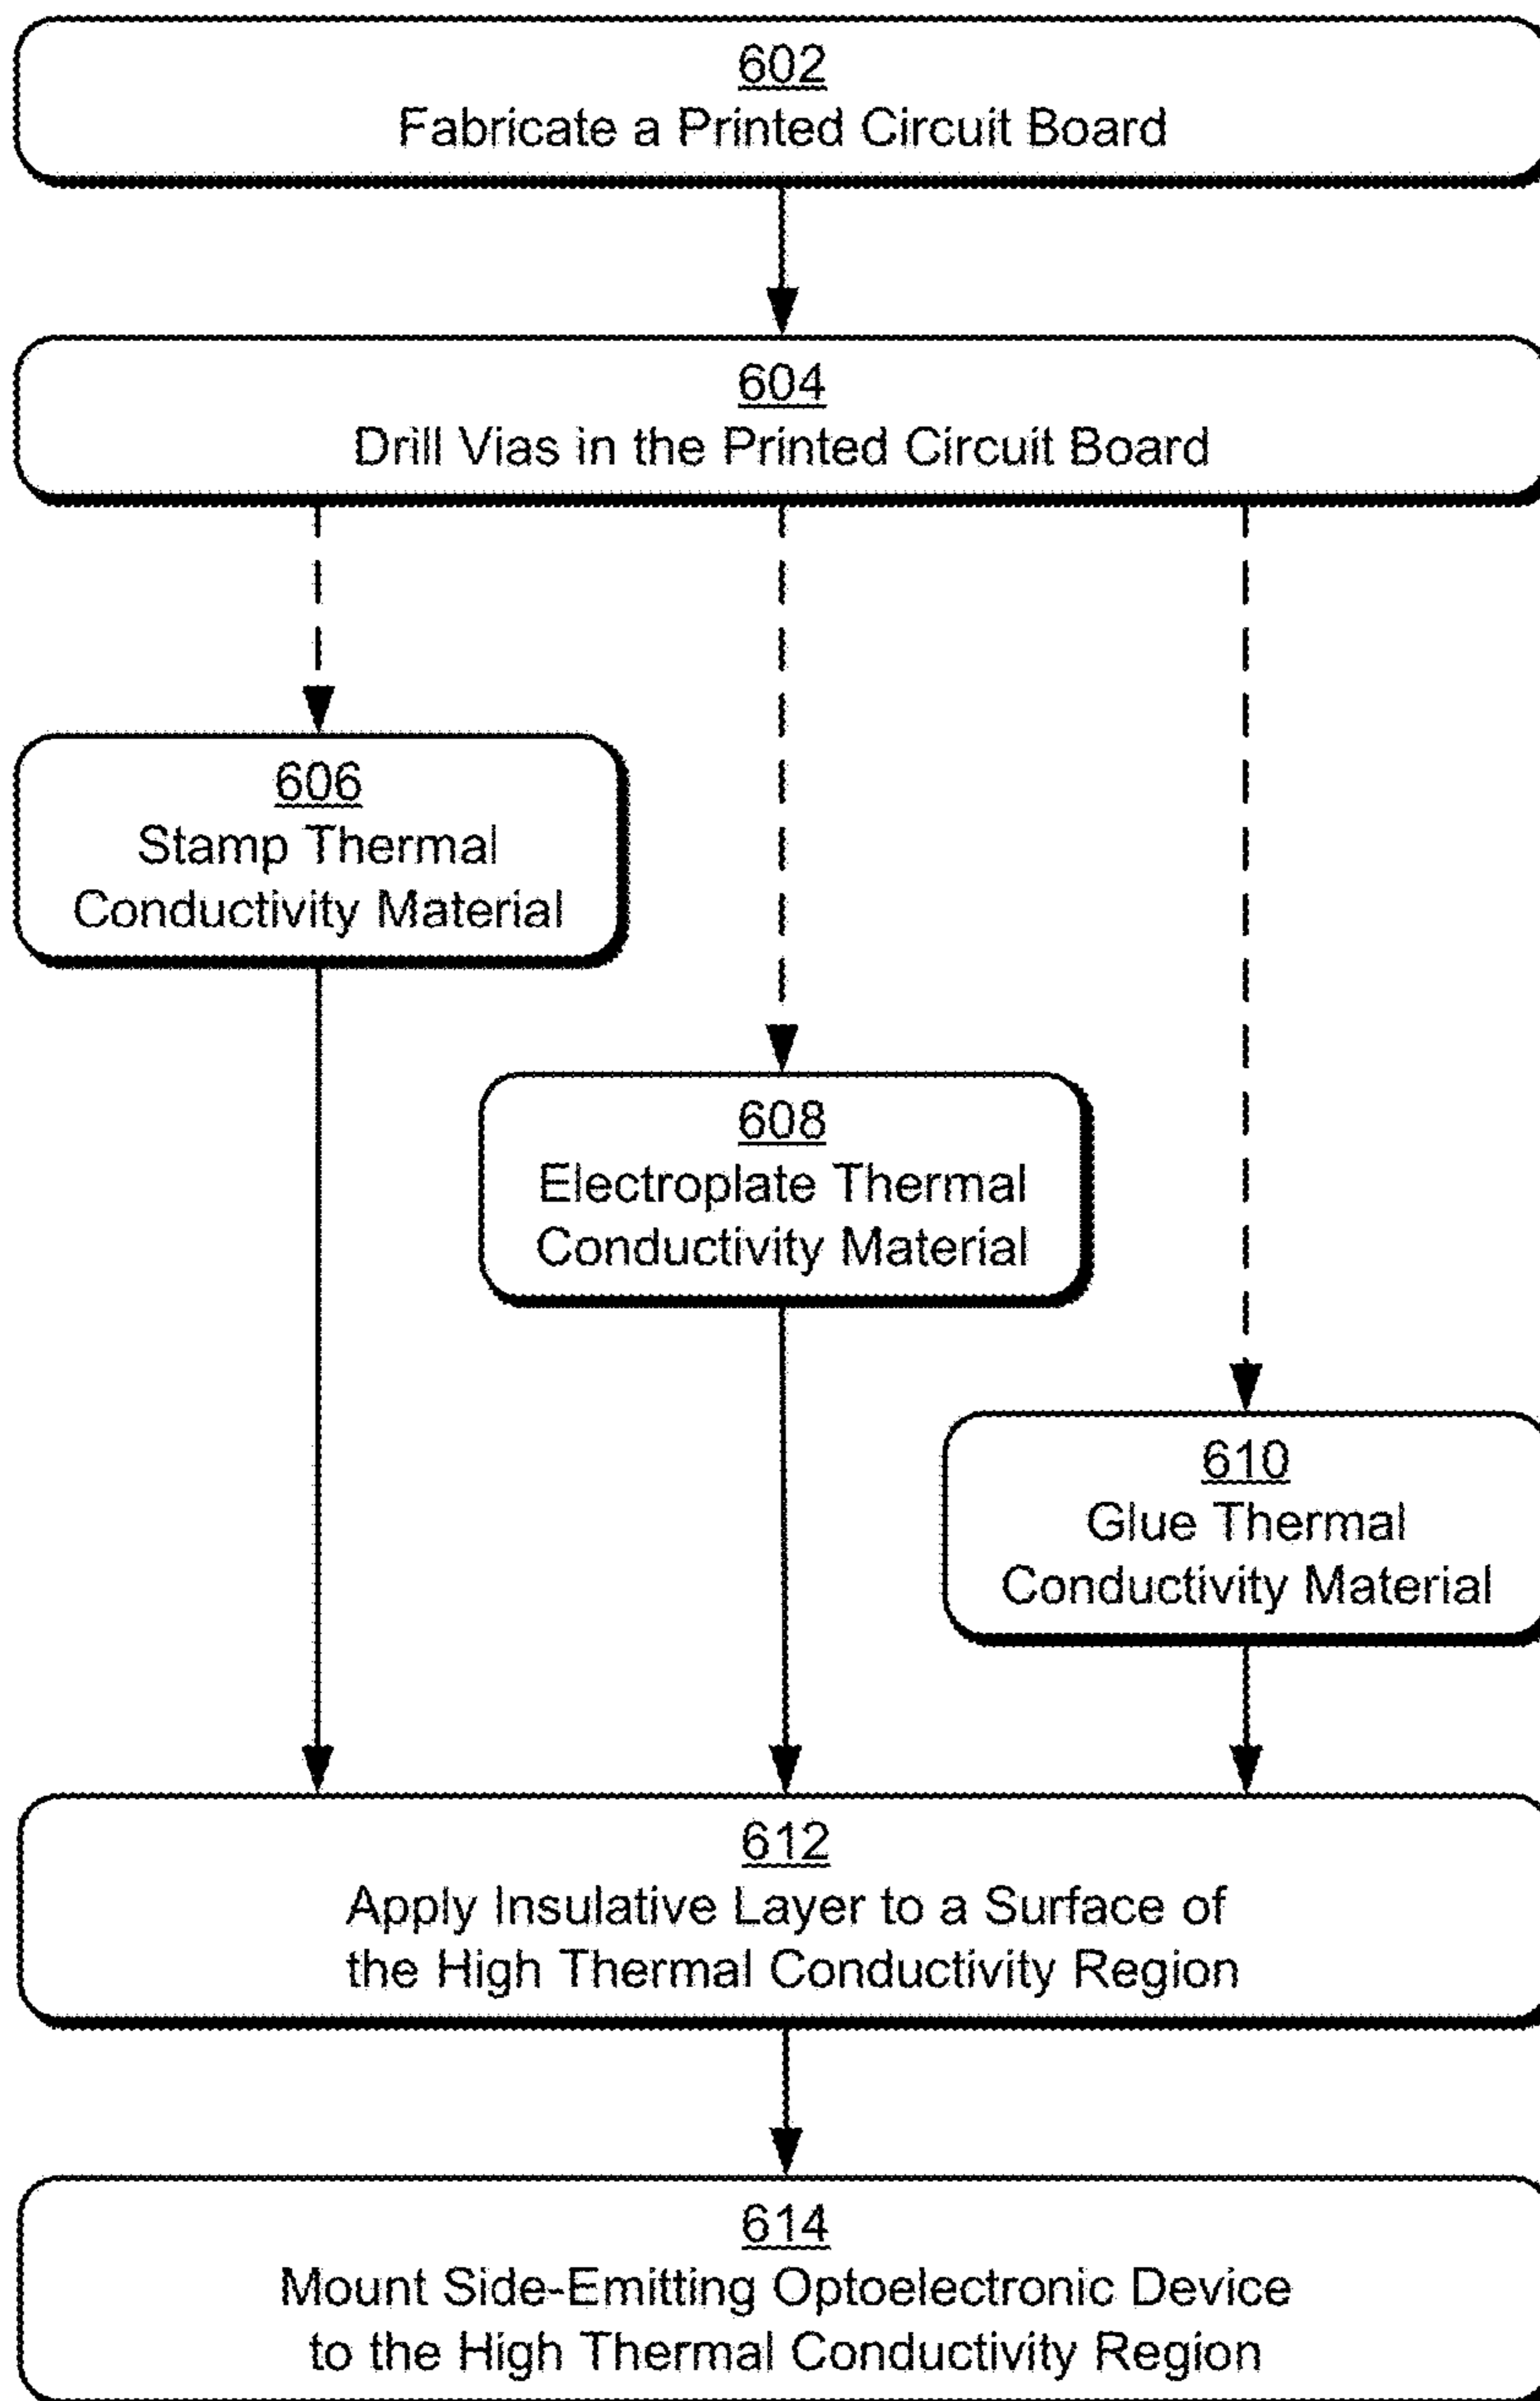 602
Fabricate a Printed Circuit Board
604
Drill Vias in the Printed Circuit Board
606
Stamp Thermal
Conductivity Material
608
Electroplate Thermal
Conductivity Material
610
Glue Thermal
Conductivity Material
612
Apply Insulative Layer to a Surface of
the High Thermal Conductivity Region
614
Mount Side-Emitting Optoelectronic Device
to the High Thermal Conductivity Region